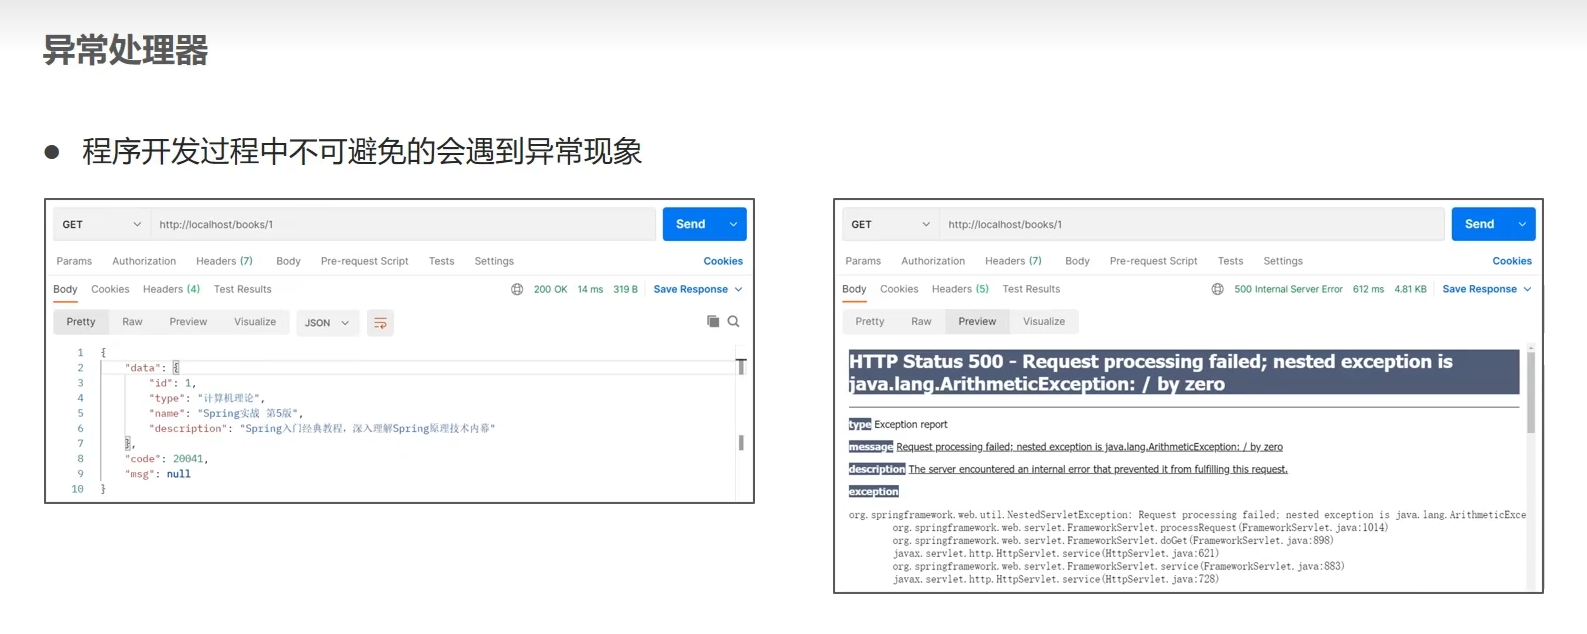 异常处理器
● 程序开发过程中不可避免的会遇到异常现象
GET http://localhost/books/1 Send
Params Authorization Headers (7) Body Pre-request Script Tests Settings Cookies
Body Cookies Headers (4) Test Results 200 OK 14 ms 319 B Save Response
Pretty Raw Preview Visualize JSON
1 {
2 "data": {
3 "id": 1,
4 "type": "计算机理论",
5 "name": "Spring实战 第5版",
6 "description": "Spring入门经典教程，深入理解Spring原理技术内幕"
7 },
8 "code": 20041,
9 "msg": null
10 }
GET http://localhost/books/1 Send
Params Authorization Headers (7) Body Pre-request Script Tests Settings Cookies
Body Cookies Headers (5) Test Results 500 Internal Server Error 612 ms 4.81 KB Save Response
Pretty Raw Preview Visualize
HTTP Status 500 - Request processing failed; nested exception is
java.lang.ArithmeticException: / by zero
type Exception report
message Request processing failed; nested exception is java.lang.ArithmeticException: / by zero
description The server encountered an internal error that prevented it from fulfilling this request.
exception
org.springframework.web.util.NestedServletException: Request processing failed; nested exception is java.lang.ArithmeticExce
org.springframework.web.servlet.FrameworkServlet.processRequest(FrameworkServlet.java:1014)
org.springframework.web.servlet.FrameworkServlet.doGet(FrameworkServlet.java:898)
javax.servlet.http.HttpServlet.service(HttpServlet.java:621)
org.springframework.web.servlet.FrameworkServlet.service(FrameworkServlet.java:883)
javax.servlet.http.HttpServlet.service(HttpServlet.java:728)